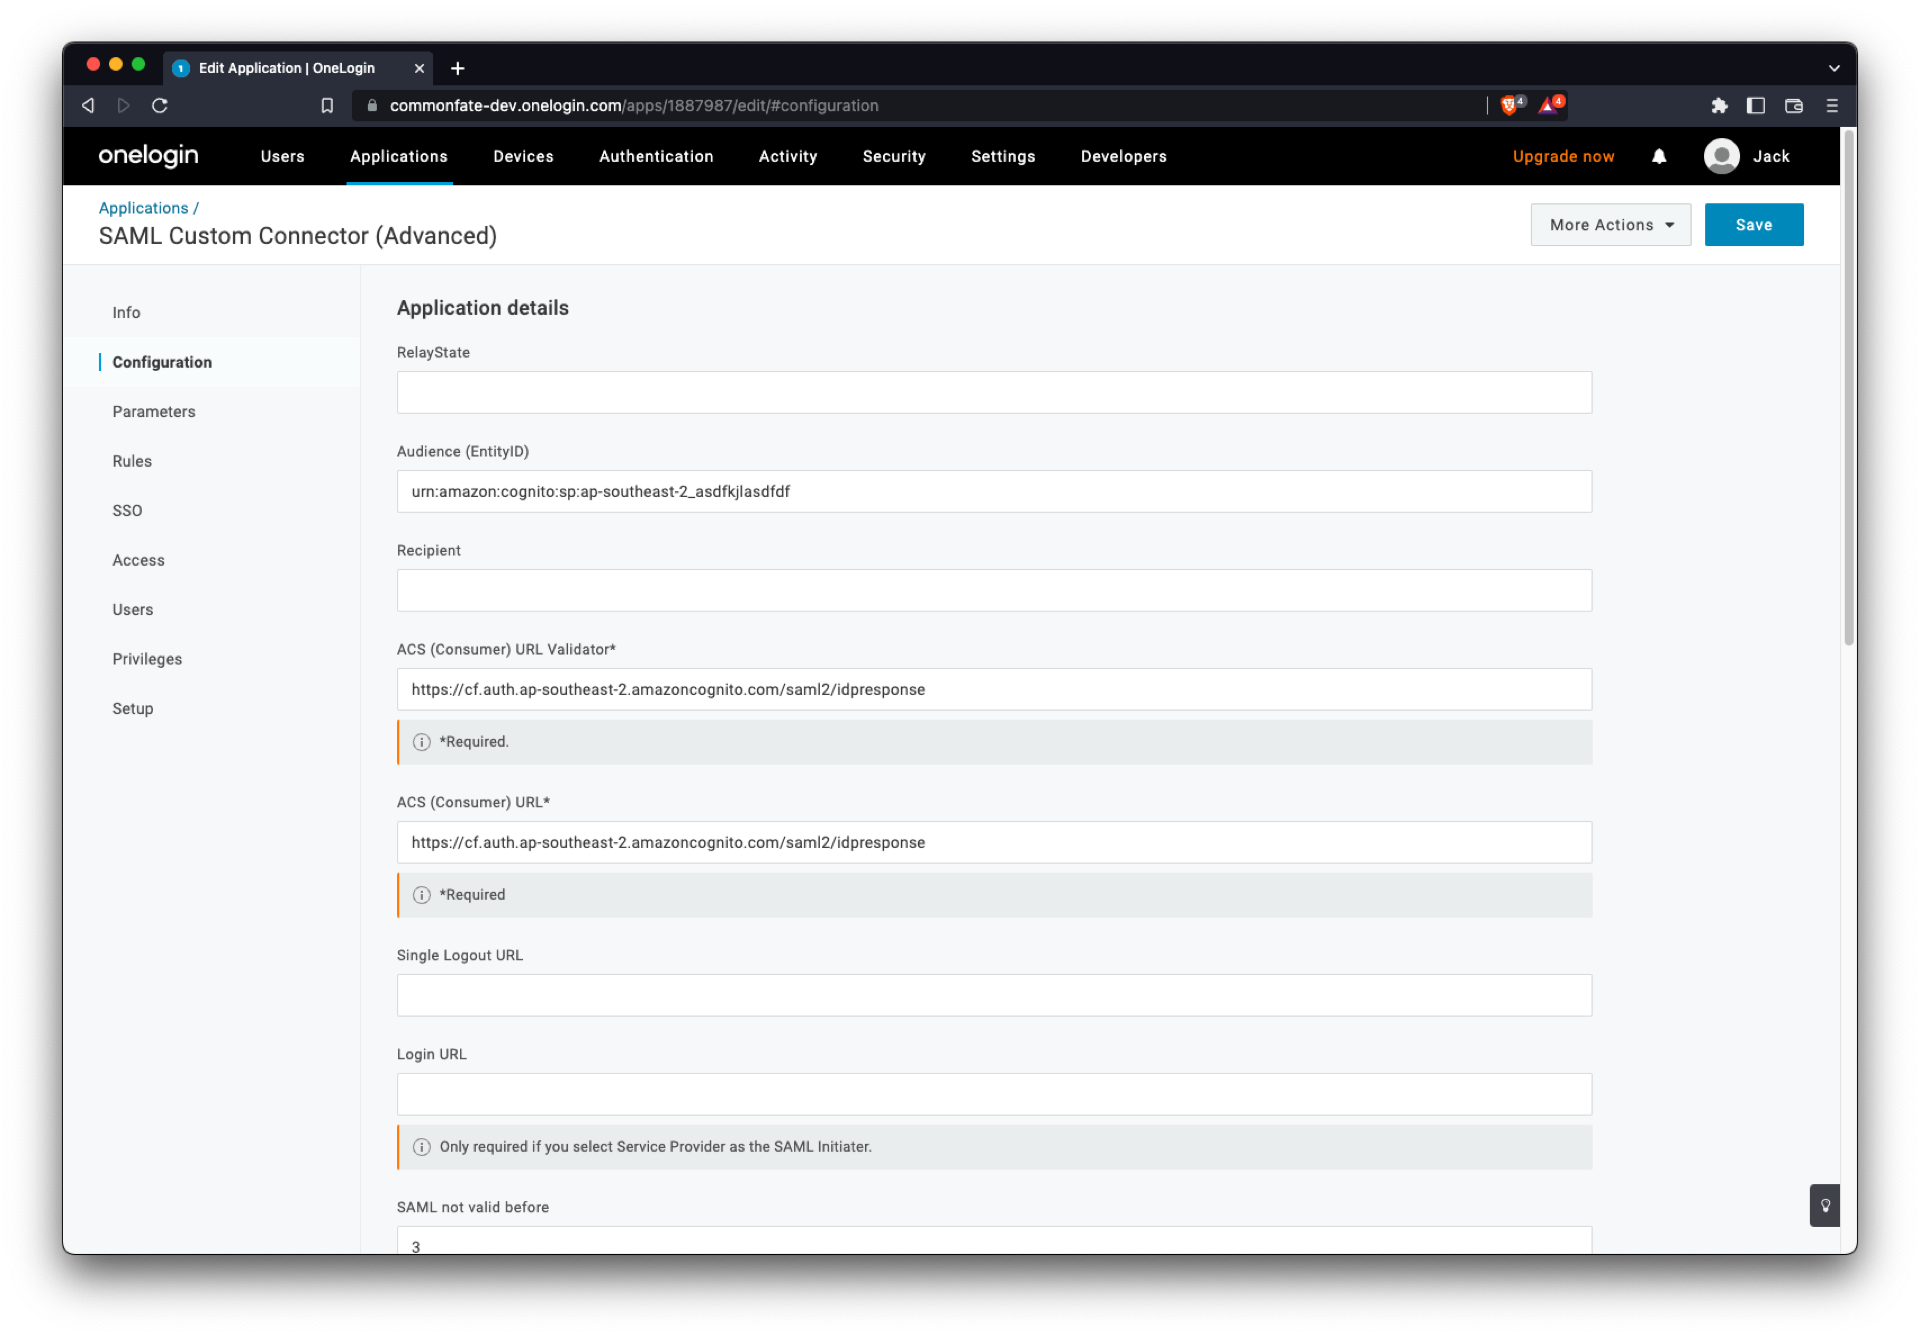 Edit Application | OneLogin
commonfate-dev.onelogin.com/apps/1887987/edit/#configuration
4
4
onelogin
Users
Applications
Devices
Authentication
Activity
Security
Settings
Developers
Upgrade now
Jack
Applications /
SAML Custom Connector (Advanced)
More Actions
Save
Info
Configuration
Parameters
Rules
SSO
Access
Users
Privileges
Setup
Application details
RelayState
Audience (EntityID)
urn:amazon:cognito:sp:ap-southeast-2_asdfkjlasdfdf
Recipient
ACS (Consumer) URL Validator*
https://cf.auth.ap-southeast-2.amazoncognito.com/saml2/idpresponse
*Required.
ACS (Consumer) URL*
https://cf.auth.ap-southeast-2.amazoncognito.com/saml2/idpresponse
*Required
Single Logout URL
Login URL
Only required if you select Service Provider as the SAML Initiater.
SAML not valid before
3